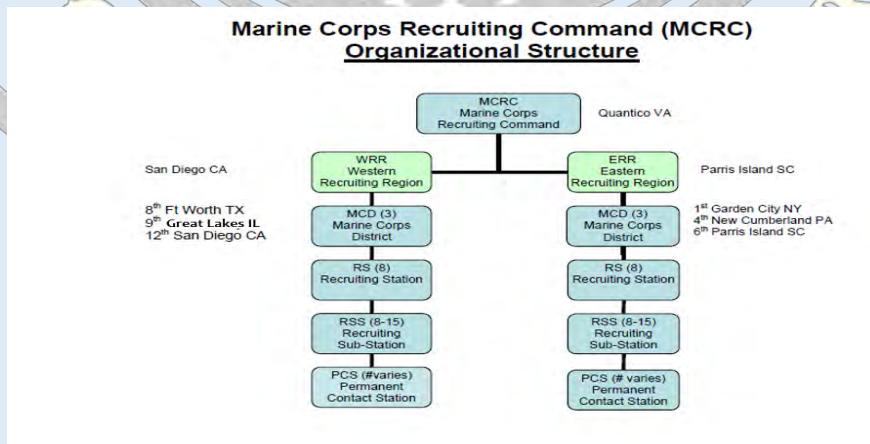 Marine Corps Recruiting Command (MCRC)
Organizational Structure
MCRC
Marine Corps
Recruiting Command
Quantico VA
San Diego CA
WRR
Western
Recruiting Region
ERR
Eastern
Recruiting Region
Parris Island SC
8th Ft Worth TX
9th Great Lakes IL
12th San Diego CA
MCD (3)
Marine Corps
District
MCD (3)
Marine Corps
District
1st Garden City NY
4th New Cumberland PA
6th Parris Island SC
RS (8)
Recruiting Station
RS (8)
Recruiting Station
RSS (8-15)
Recruiting
Sub-Station
RSS (8-15)
Recruiting
Sub-Station
PCS (#varies)
Permanent
Contact Station
PCS (# varies)
Permanent
Contact Station